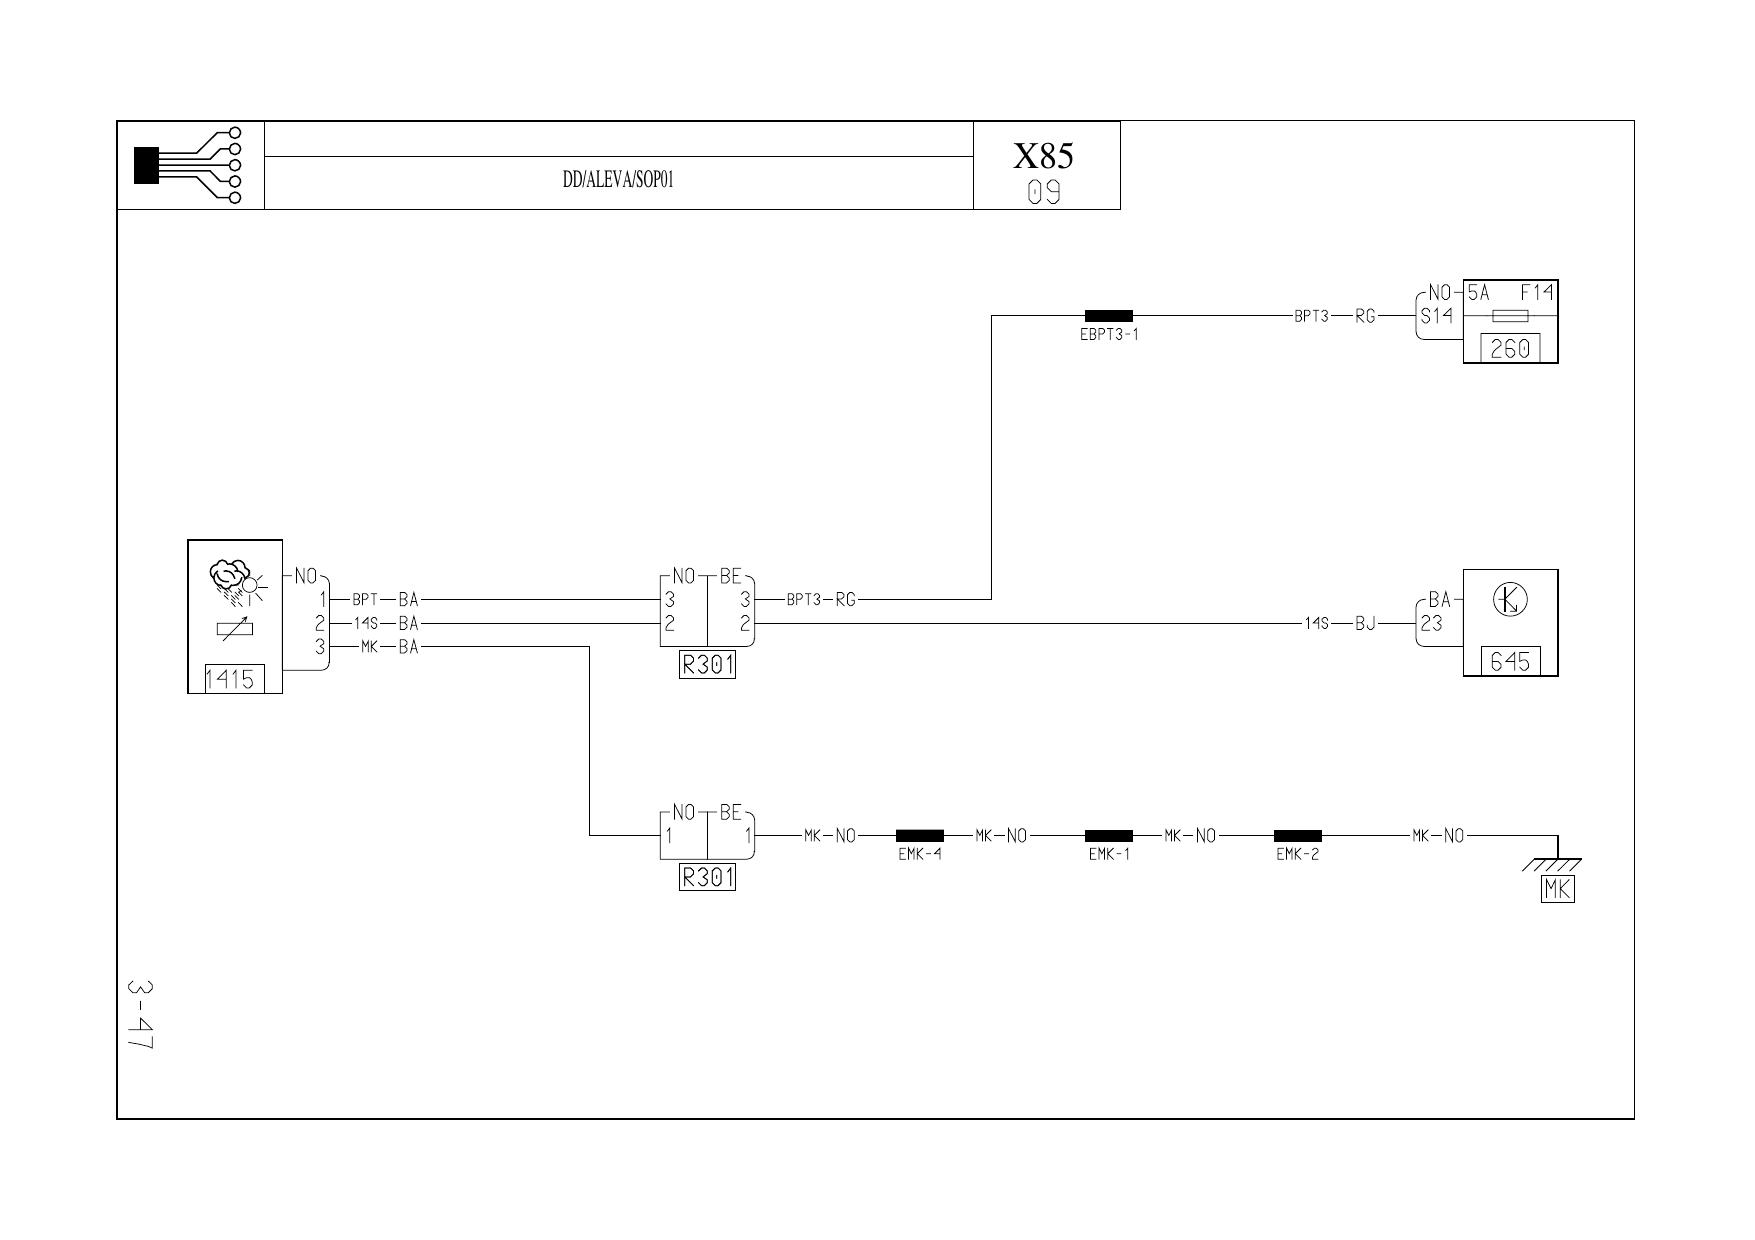 DD/ALEVA/SOP01
X85
09
NO 5A F14
BPT3 RG S14
EBPT3-1
260
NO
1 BPT BA
2 14S BA
3 MK BA
1415
NO BE
3 3 BPT3 RG
2 2
R301
14S BJ
BA
23
645
NO BE
1 1 MK NO MK NO MK NO MK NO
EMK-4 EMK-1 EMK-2
R301
MK
3-47